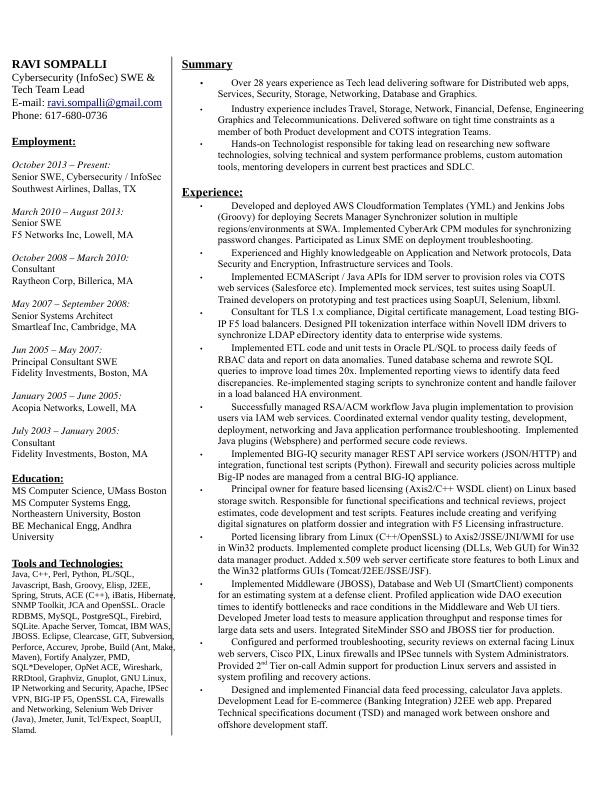 RAVI SOMPALLI
Cybersecurity (InfoSec) SWE &
Tech Team Lead
E-mail: ravi.sompalli@gmail.com
Phone: 617-680-0736
Employment:
October 2013 – Present:
Senior SWE, Cybersecurity / InfoSec
Southwest Airlines, Dallas, TX
March 2010 – August 2013:
Senior SWE
F5 Networks Inc, Lowell, MA
October 2008 – March 2010:
Consultant
Raytheon Corp, Billerica, MA
May 2007 – September 2008:
Senior Systems Architect
Smartleaf Inc, Cambridge, MA
Jun 2005 – May 2007:
Principal Consultant SWE
Fidelity Investments, Boston, MA
January 2005 – June 2005:
Acopia Networks, Lowell, MA
July 2003 – January 2005:
Consultant
Fidelity Investments, Boston, MA
Education:
MS Computer Science, UMass Boston
MS Computer Systems Engg,
Northeastern University, Boston
BE Mechanical Engg, Andhra
University
Tools and Technologies:
Java, C++, Perl, Python, PL/SQL,
Javascript, Bash, Groovy, Elisp, J2EE,
Spring, Struts, ACE (C++), iBatis, Hibernate,
SNMP Toolkit, JCA and OpenSSL. Oracle
RDBMS, MySQL, PostgreSQL, Firebird,
SQLite. Apache Server, Tomcat, IBM WAS,
JBOSS. Eclipse, Clearcase, GIT, Subversion,
Perforce, Accurev, Jprobe, Build (Ant, Make,
Maven), Fortify Analyzer, PMD,
SQL*Developer, OpNet ACE, Wireshark,
RRDtool, Graphviz, Gnuplot, GNU Linux,
IP Networking and Security, Apache, IPSec
VPN, BIG-IP F5, OpenSSL CA, Firewalls
and Networking, Selenium Web Driver
(Java), Jmeter, Junit, Tcl/Expect, SoapUI,
Slamd.
Summary
• Over 28 years experience as Tech lead delivering software for Distributed web apps,
Services, Security, Storage, Networking, Database and Graphics.
• Industry experience includes Travel, Storage, Network, Financial, Defense, Engineering
Graphics and Telecommunications. Delivered software on tight time constraints as a
member of both Product development and COTS integration Teams.
• Hands-on Technologist responsible for taking lead on researching new software
technologies, solving technical and system performance problems, custom automation
tools, mentoring developers in current best practices and SDLC.
Experience:
• Developed and deployed AWS Cloudformation Templates (YML) and Jenkins Jobs
(Groovy) for deploying Secrets Manager Synchronizer solution in multiple
regions/environments at SWA. Implemented CyberArk CPM modules for synchronizing
password changes. Participated as Linux SME on deployment troubleshooting.
• Experienced and Highly knowledgeable on Application and Network protocols, Data
Security and Encryption, Infrastructure services and Tools.
• Implemented ECMAScript / Java APIs for IDM server to provision roles via COTS
web services (Salesforce etc). Implemented mock services, test suites using SoapUI.
Trained developers on prototyping and test practices using SoapUI, Selenium, libxml.
• Consultant for TLS 1.x compliance, Digital certificate management, Load testing BIG-
IP F5 load balancers. Designed PII tokenization interface within Novell IDM drivers to
synchronize LDAP eDirectory identity data to enterprise wide systems.
• Implemented ETL code and unit tests in Oracle PL/SQL to process daily feeds of
RBAC data and report on data anomalies. Tuned database schema and rewrote SQL
queries to improve load times 20x. Implemented reporting views to identify data feed
discrepancies. Re-implemented staging scripts to synchronize content and handle failover
in a load balanced HA environment.
• Successfully managed RSA/ACM workflow Java plugin implementation to provision
users via IAM web services. Coordinated external vendor quality testing, development,
deployment, networking and Java application performance troubleshooting. Implemented
Java plugins (Websphere) and performed secure code reviews.
• Implemented BIG-IQ security manager REST API service workers (JSON/HTTP) and
integration, functional test scripts (Python). Firewall and security policies across multiple
Big-IP nodes are managed from a central BIG-IQ appliance.
• Principal owner for feature based licensing (Axis2/C++ WSDL client) on Linux based
storage switch. Responsible for functional specifications and technical reviews, project
estimates, code development and test scripts. Features include creating and verifying
digital signatures on platform dossier and integration with F5 Licensing infrastructure.
• Ported licensing library from Linux (C++/OpenSSL) to Axis2/JSSE/JNI/WMI for use
in Win32 products. Implemented complete product licensing (DLLs, Web GUI) for Win32
data manager product. Added x.509 web server certificate store features to both Linux and
the Win32 platforms GUIs (Tomcat/J2EE/JSSE/JSF).
• Implemented Middleware (JBOSS), Database and Web UI (SmartClient) components
for an estimating system at a defense client. Profiled application wide DAO execution
times to identify bottlenecks and race conditions in the Middleware and Web UI tiers.
Developed Jmeter load tests to measure application throughput and response times for
large data sets and users. Integrated SiteMinder SSO and JBOSS tier for production.
• Configured and performed troubleshooting, security reviews on external facing Linux
web servers, Cisco PIX, Linux firewalls and IPSec tunnels with System Administrators.
Provided 2nd Tier on-call Admin support for production Linux servers and assisted in
system profiling and recovery actions.
• Designed and implemented Financial data feed processing, calculator Java applets.
Development Lead for E-commerce (Banking Integration) J2EE web app. Prepared
Technical specifications document (TSD) and managed work between onshore and
offshore development staff.